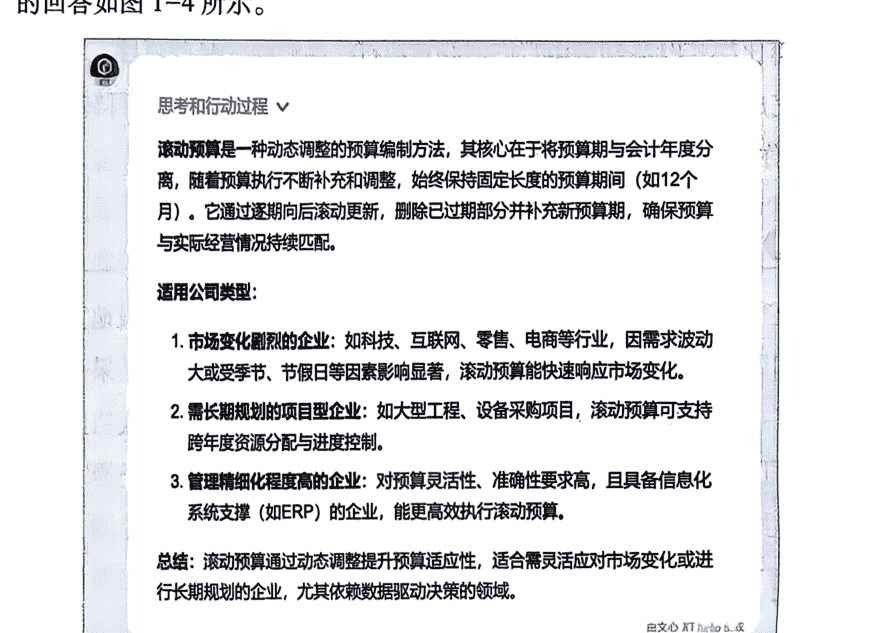 的回答如图 1-4 所示。
思考和行动过程
滚动预算是一种动态调整的预算编制方法，其核心在于将预算期与会计年度分
离，随着预算执行不断补充和调整，始终保持固定长度的预算期间（如12个
月）。它通过逐期向后滚动更新，删除已过期部分并补充新预算期，确保预算
与实际经营情况持续匹配。
适用公司类型：
1. 市场变化剧烈的企业：如科技、互联网、零售、电商等行业，因需求波动
大或受季节、节假日等因素影响显著，滚动预算能快速响应市场变化。
2. 需长期规划的项目型企业：如大型工程、设备采购项目，滚动预算可支持
跨年度资源分配与进度控制。
3. 管理精细化程度高的企业：对预算灵活性、准确性要求高，且具备信息化
系统支撑（如ERP）的企业，能更高效执行滚动预算。
总结：滚动预算通过动态调整提升预算适应性，适合需灵活应对市场变化或进
行长期规划的企业，尤其依赖数据驱动决策的领域。
由文心